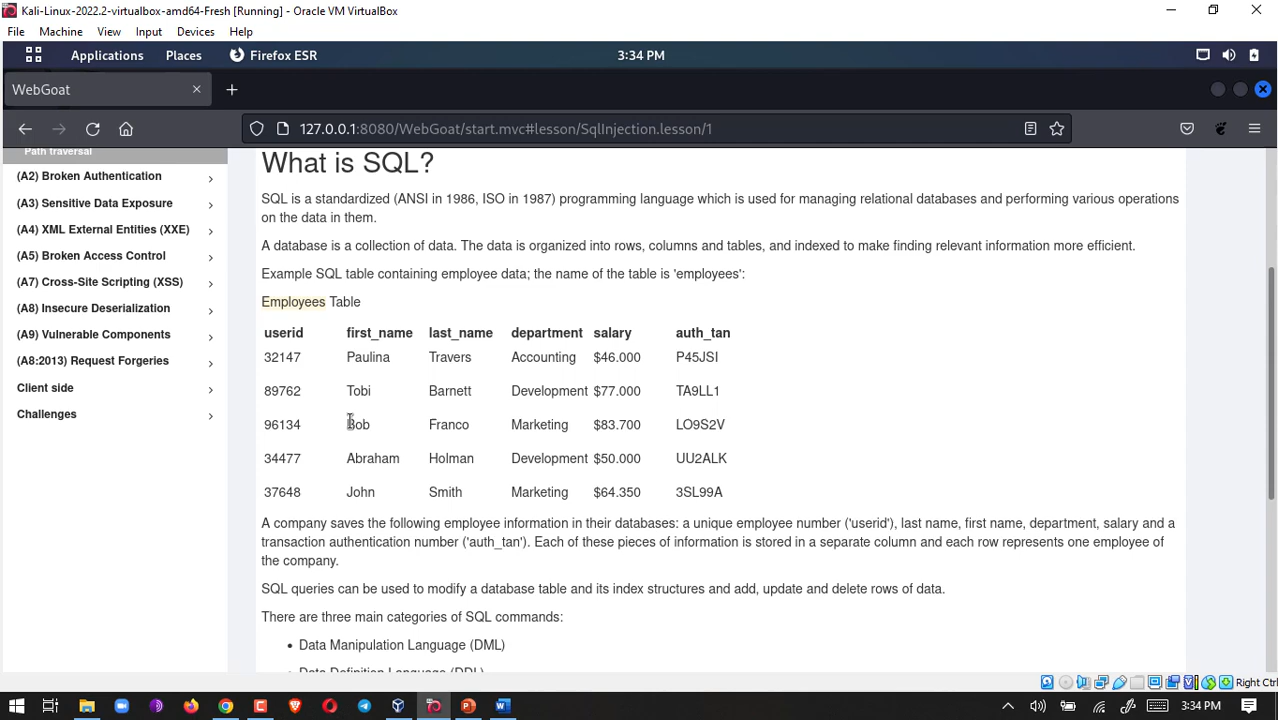 Kali-Linux-2022.2-virtualbox-amd64-Fresh [Running] - Oracle VM VirtualBox
File Machine View Input Devices Help
Applications Places Firefox ESR 3:34 PM
WebGoat
127.0.0.1:8080/WebGoat/start.mvc#lesson/SqlInjection.lesson/1
Path traversal
(A2) Broken Authentication
(A3) Sensitive Data Exposure
(A4) XML External Entities (XXE)
(A5) Broken Access Control
(A7) Cross-Site Scripting (XSS)
(A8) Insecure Deserialization
(A9) Vulnerable Components
(A8:2013) Request Forgeries
Client side
Challenges
What is SQL?
SQL is a standardized (ANSI in 1986, ISO in 1987) programming language which is used for managing relational databases and performing various operations
on the data in them.
A database is a collection of data. The data is organized into rows, columns and tables, and indexed to make finding relevant information more efficient.
Example SQL table containing employee data; the name of the table is 'employees':
Employees Table
userid first_name last_name department salary auth_tan
32147 Paulina Travers Accounting $46.000 P45JSI
89762 Tobi Barnett Development $77.000 TA9LL1
96134 Bob Franco Marketing $83.700 LO9S2V
34477 Abraham Holman Development $50.000 UU2ALK
37648 John Smith Marketing $64.350 3SL99A
A company saves the following employee information in their databases: a unique employee number ('userid'), last name, first name, department, salary and a
transaction authentication number ('auth_tan'). Each of these pieces of information is stored in a separate column and each row represents one employee of
the company.
SQL queries can be used to modify a database table and its index structures and add, update and delete rows of data.
There are three main categories of SQL commands:
Data Manipulation Language (DML)
Data Definition Language (DDL)
Right Ctrl
3:34 PM